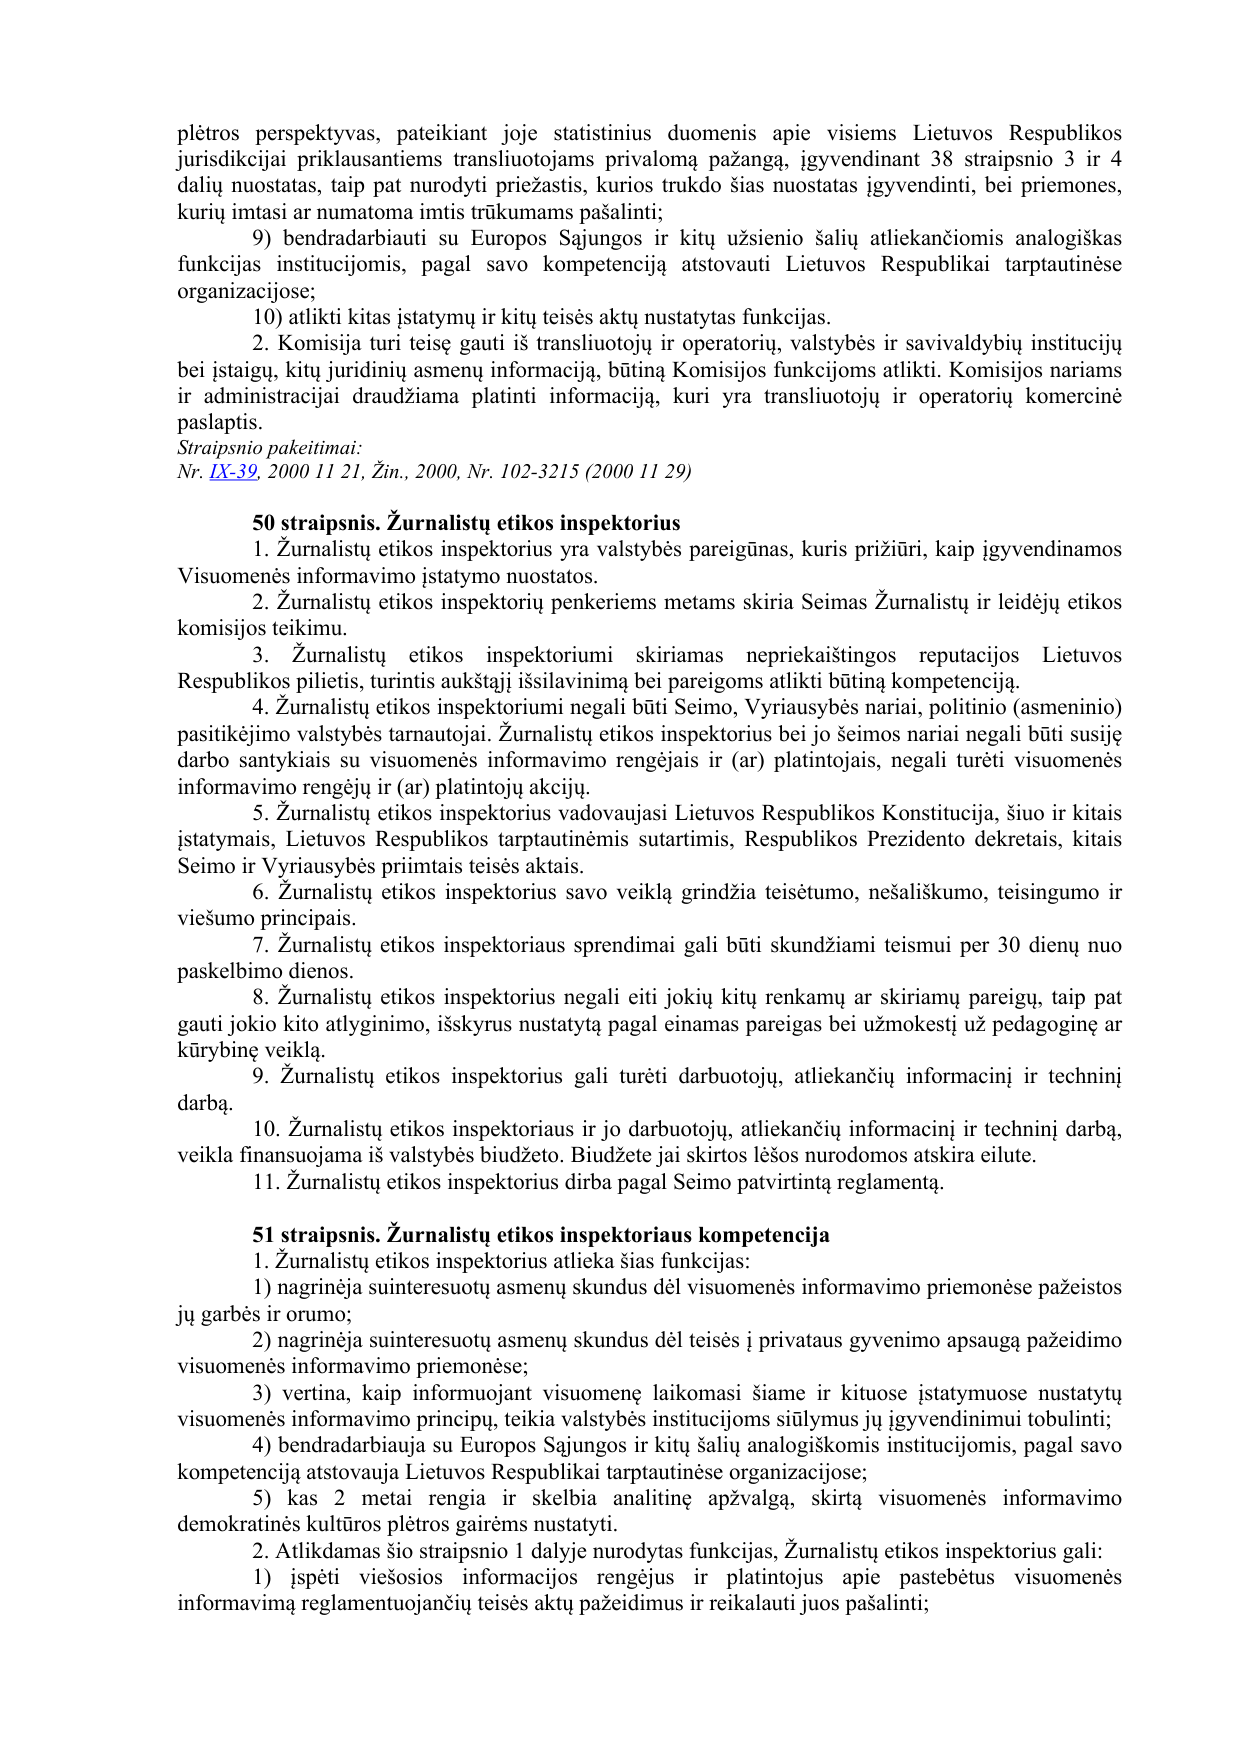 plėtros perspektyvas, pateikiant joje statistinius duomenis apie visiems Lietuvos Respublikos
jurisdikcijai priklausantiems transliuotojams privalomą pažangą, įgyvendinant 38 straipsnio 3 ir 4
dalių nuostatas, taip pat nurodyti priežastis, kurios trukdo šias nuostatas įgyvendinti, bei priemones,
kurių imtasi ar numatoma imtis trūkumams pašalinti;
9) bendradarbiauti su Europos Sąjungos ir kitų užsienio šalių atliekančiomis analogiškas
funkcijas institucijomis, pagal savo kompetenciją atstovauti Lietuvos Respublikai tarptautinėse
organizacijose;
10) atlikti kitas įstatymų ir kitų teisės aktų nustatytas funkcijas.
2. Komisija turi teisę gauti iš transliuotojų ir operatorių, valstybės ir savivaldybių institucijų
bei įstaigų, kitų juridinių asmenų informaciją, būtiną Komisijos funkcijoms atlikti. Komisijos nariams
ir administracijai draudžiama platinti informaciją, kuri yra transliuotojų ir operatorių komercinė
paslaptis.
Straipsnio pakeitimai:
Nr. IX-39, 2000 11 21, Žin., 2000, Nr. 102-3215 (2000 11 29)
50 straipsnis. Žurnalistų etikos inspektorius
1. Žurnalistų etikos inspektorius yra valstybės pareigūnas, kuris prižiūri, kaip įgyvendinamos
Visuomenės informavimo įstatymo nuostatos.
2. Žurnalistų etikos inspektorių penkeriems metams skiria Seimas Žurnalistų ir leidėjų etikos
komisijos teikimu.
3. Žurnalistų etikos inspektoriumi skiriamas nepriekaištingos reputacijos Lietuvos
Respublikos pilietis, turintis aukštąjį išsilavinimą bei pareigoms atlikti būtiną kompetenciją.
4. Žurnalistų etikos inspektoriumi negali būti Seimo, Vyriausybės nariai, politinio (asmeninio)
pasitikėjimo valstybės tarnautojai. Žurnalistų etikos inspektorius bei jo šeimos nariai negali būti susiję
darbo santykiais su visuomenės informavimo rengėjais ir (ar) platintojais, negali turėti visuomenės
informavimo rengėjų ir (ar) platintojų akcijų.
5. Žurnalistų etikos inspektorius vadovaujasi Lietuvos Respublikos Konstitucija, šiuo ir kitais
įstatymais, Lietuvos Respublikos tarptautinėmis sutartimis, Respublikos Prezidento dekretais, kitais
Seimo ir Vyriausybės priimtais teisės aktais.
6. Žurnalistų etikos inspektorius savo veiklą grindžia teisėtumo, nešališkumo, teisingumo ir
viešumo principais.
7. Žurnalistų etikos inspektoriaus sprendimai gali būti skundžiami teismui per 30 dienų nuo
paskelbimo dienos.
8. Žurnalistų etikos inspektorius negali eiti jokių kitų renkamų ar skiriamų pareigų, taip pat
gauti jokio kito atlyginimo, išskyrus nustatytą pagal einamas pareigas bei užmokestį už pedagoginę ar
kūrybinę veiklą.
9. Žurnalistų etikos inspektorius gali turėti darbuotojų, atliekančių informacinį ir techninį
darbą.
10. Žurnalistų etikos inspektoriaus ir jo darbuotojų, atliekančių informacinį ir techninį darbą,
veikla finansuojama iš valstybės biudžeto. Biudžete jai skirtos lėšos nurodomos atskira eilute.
11. Žurnalistų etikos inspektorius dirba pagal Seimo patvirtintą reglamentą.
51 straipsnis. Žurnalistų etikos inspektoriaus kompetencija
1. Žurnalistų etikos inspektorius atlieka šias funkcijas:
1) nagrinėja suinteresuotų asmenų skundus dėl visuomenės informavimo priemonėse pažeistos
jų garbės ir orumo;
2) nagrinėja suinteresuotų asmenų skundus dėl teisės į privataus gyvenimo apsaugą pažeidimo
visuomenės informavimo priemonėse;
3) vertina, kaip informuojant visuomenę laikomasi šiame ir kituose įstatymuose nustatytų
visuomenės informavimo principų, teikia valstybės institucijoms siūlymus jų įgyvendinimui tobulinti;
4) bendradarbiauja su Europos Sąjungos ir kitų šalių analogiškomis institucijomis, pagal savo
kompetenciją atstovauja Lietuvos Respublikai tarptautinėse organizacijose;
5) kas 2 metai rengia ir skelbia analitinę apžvalgą, skirtą visuomenės informavimo
demokratinės kultūros plėtros gairėms nustatyti.
2. Atlikdamas šio straipsnio 1 dalyje nurodytas funkcijas, Žurnalistų etikos inspektorius gali:
1) įspėti viešosios informacijos rengėjus ir platintojus apie pastebėtus visuomenės
informavimą reglamentuojančių teisės aktų pažeidimus ir reikalauti juos pašalinti;